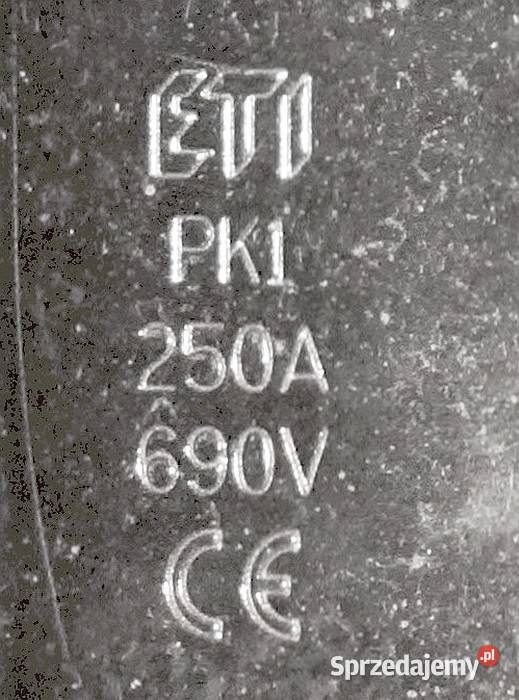 ETI
PK1
250A
690V
CE
Sprzedajemy.pl